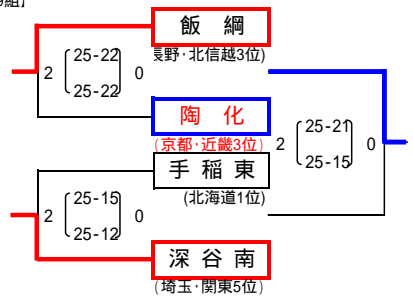 組】
飯 綱
長野・北信越3位)
2 25-22 0
25-22
陶 化
(京都・近畿3位)
2 25-21 0
25-15
手 稲 東
(北海道1位)
2 25-15 0
25-12
深 谷 南
(埼玉・関東5位)